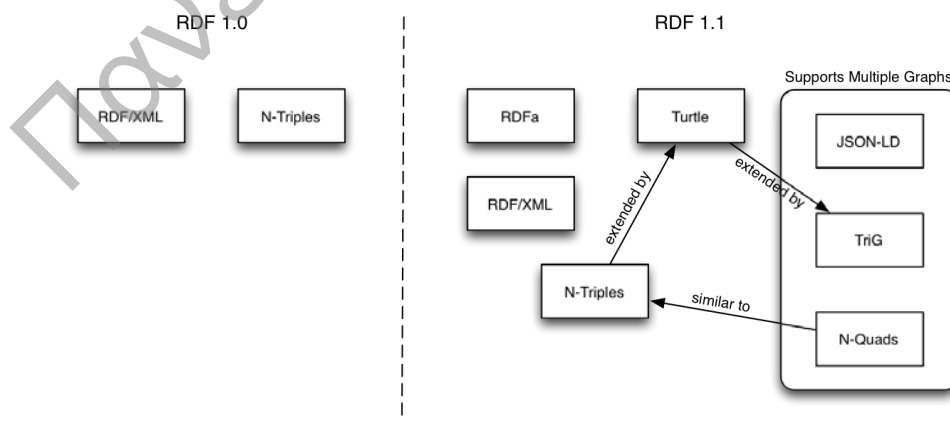 RDF 1.0
RDF 1.1
Supports Multiple Graphs
RDF/XML
N-Triples
RDFa
Turtle
JSON-LD
extended by
extended by
RDF/XML
TriG
N-Triples
similar to
N-Quads